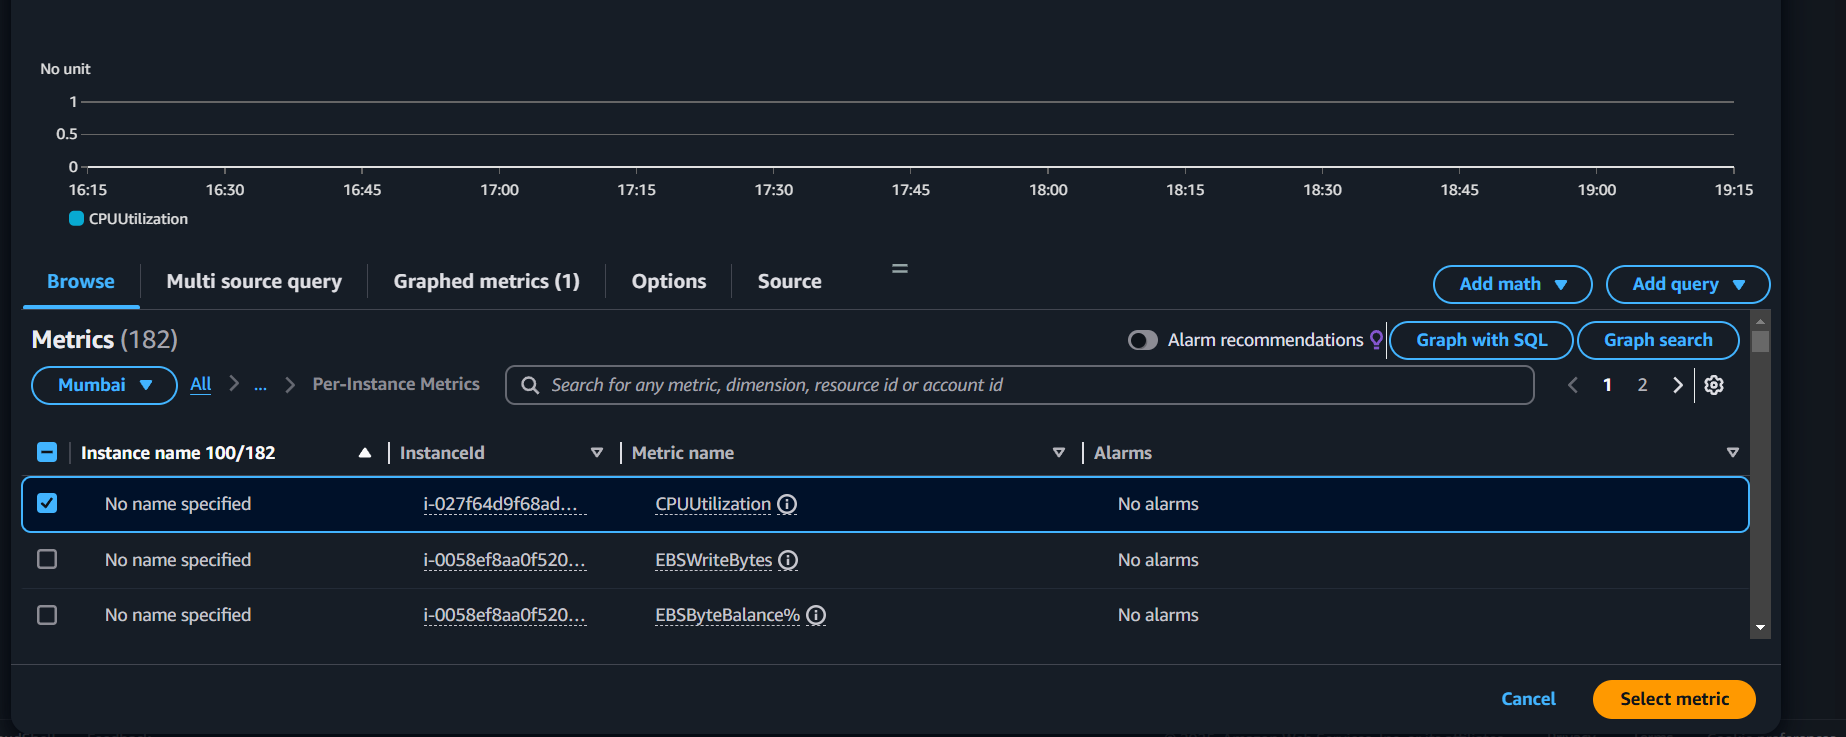 No unit
1
0.5
0
16:15 16:30 16:45 17:00 17:15 17:30 17:45 18:00 18:15 18:30 18:45 19:00 19:15
CPUUtilization
Browse Multi source query Graphed metrics (1) Options Source Add math Add query
Metrics (182) Alarm recommendations Graph with SQL Graph search
Mumbai All ... Per-Instance Metrics Search for any metric, dimension, resource id or account id 1 2
Instance name 100/182 InstanceId Metric name Alarms
No name specified i-027f64d9f68ad... CPUUtilization No alarms
No name specified i-0058ef8aa0f520... EBSWriteBytes No alarms
No name specified i-0058ef8aa0f520... EBSByteBalance% No alarms
Cancel Select metric